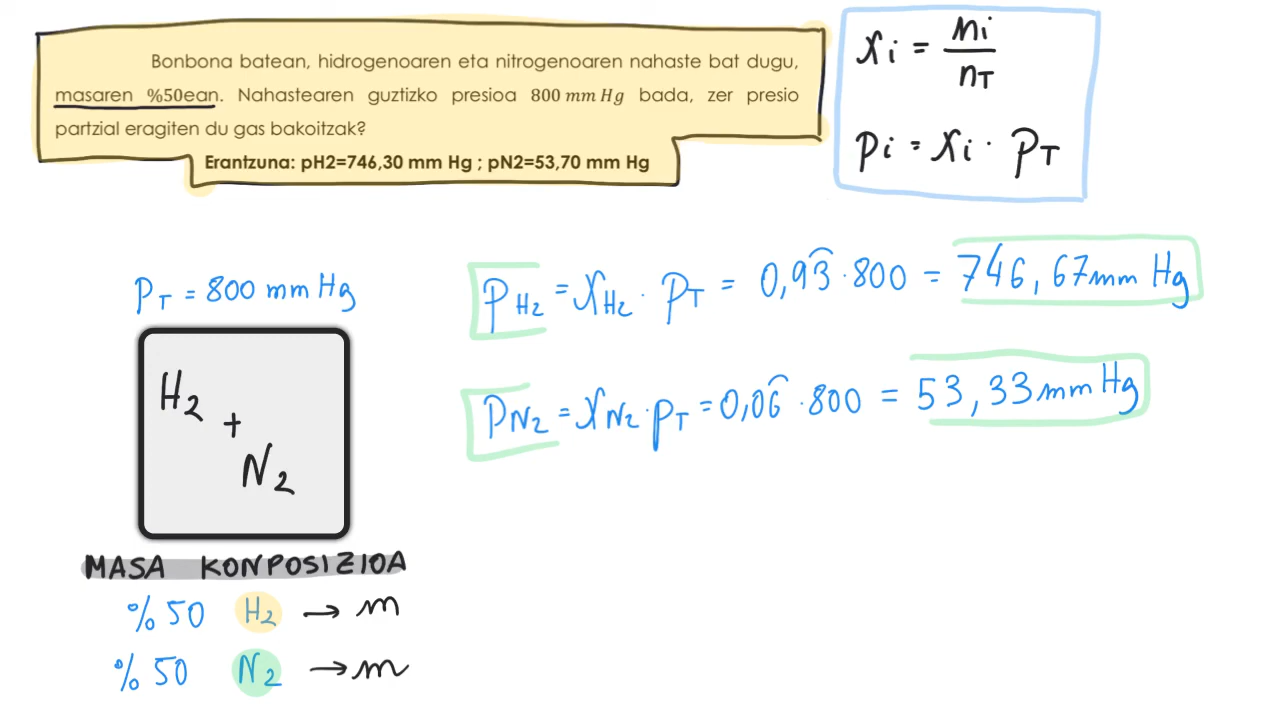 Bonbona batean, hidrogenoaren eta nitrogenoaren nahaste bat dugu,
masaren %50ean. Nahastearen guztizko presioa 800 mm Hg bada, zer presio
partzial eragiten du gas bakoitzak?
Erantzuna: pH2=746,30 mm Hg ; pN2=53,70 mm Hg
xi = ni/nT
pi = xi · pT
pT = 800 mm Hg
H2
+
N2
pH2 = xH2 · pT = 0,93͡ · 800 = 746,67 mm Hg
pN2 = xN2 · pT = 0,06͡ · 800 = 53,33 mm Hg
MASA KONPOSIZIOA
% 50 H2 → m
% 50 N2 → m